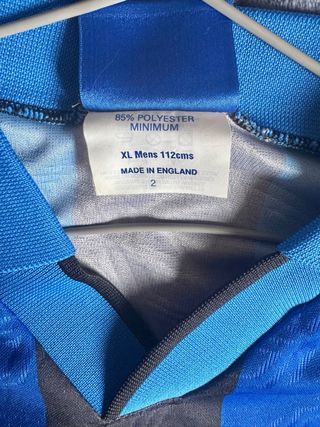 85% POLYESTER
MINIMUM
XL Mens 112cms
MADE IN ENGLAND
2